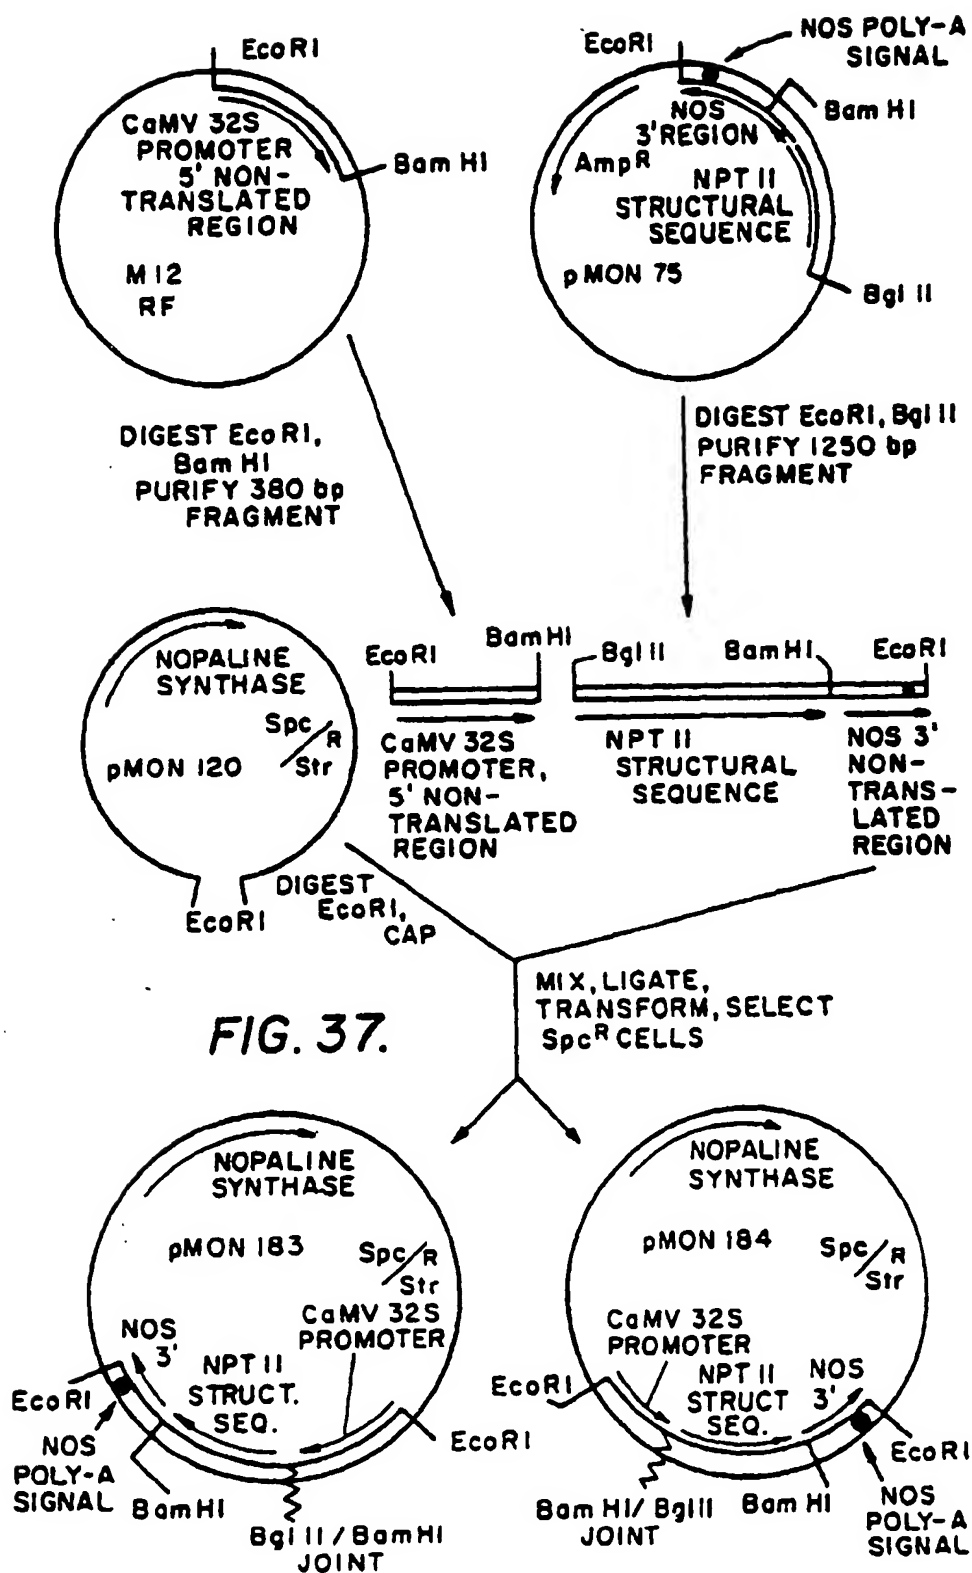 EcoRI
CaMV 32S
PROMOTER
5' NON-
TRANSLATED
REGION
Bam HI
M12
RF
NOS POLY-A
SIGNAL
EcoRI
Bam HI
NOS
3' REGION
AmpR
NPT II
STRUCTURAL
SEQUENCE
pMON 75
Bgl II
DIGEST EcoRI,
Bam HI
PURIFY 380 bp
FRAGMENT
DIGEST EcoRI, Bgl II
PURIFY 1250 bp
FRAGMENT
NOPALINE
SYNTHASE
Spc/R
Str
pMON 120
EcoRI
EcoRI
BamHI
CaMV 32S
PROMOTER,
5' NON-
TRANSLATED
REGION
Bgl II
BamHI
EcoRI
NPT II
STRUCTURAL
SEQUENCE
NOS 3'
NON-
TRANS-
LATED
REGION
DIGEST
EcoRI,
CAP
MIX, LIGATE,
TRANSFORM, SELECT
SpcR CELLS
FIG. 37.
NOPALINE
SYNTHASE
pMON 183
Spc/R
Str
CaMV 32S
PROMOTER
NOS
3'
NPT II
STRUCT.
SEQ.
EcoRI
NOS
POLY-A
SIGNAL
BamHI
Bgl II / BamHI
JOINT
EcoRI
NOPALINE
SYNTHASE
pMON 184
Spc/R
Str
CaMV 32S
PROMOTER
NPT II
STRUCT
SEQ.
NOS
3'
EcoRI
Bam HI/ Bgl II
JOINT
Bam HI
EcoRI
NOS
POLY-A
SIGNAL